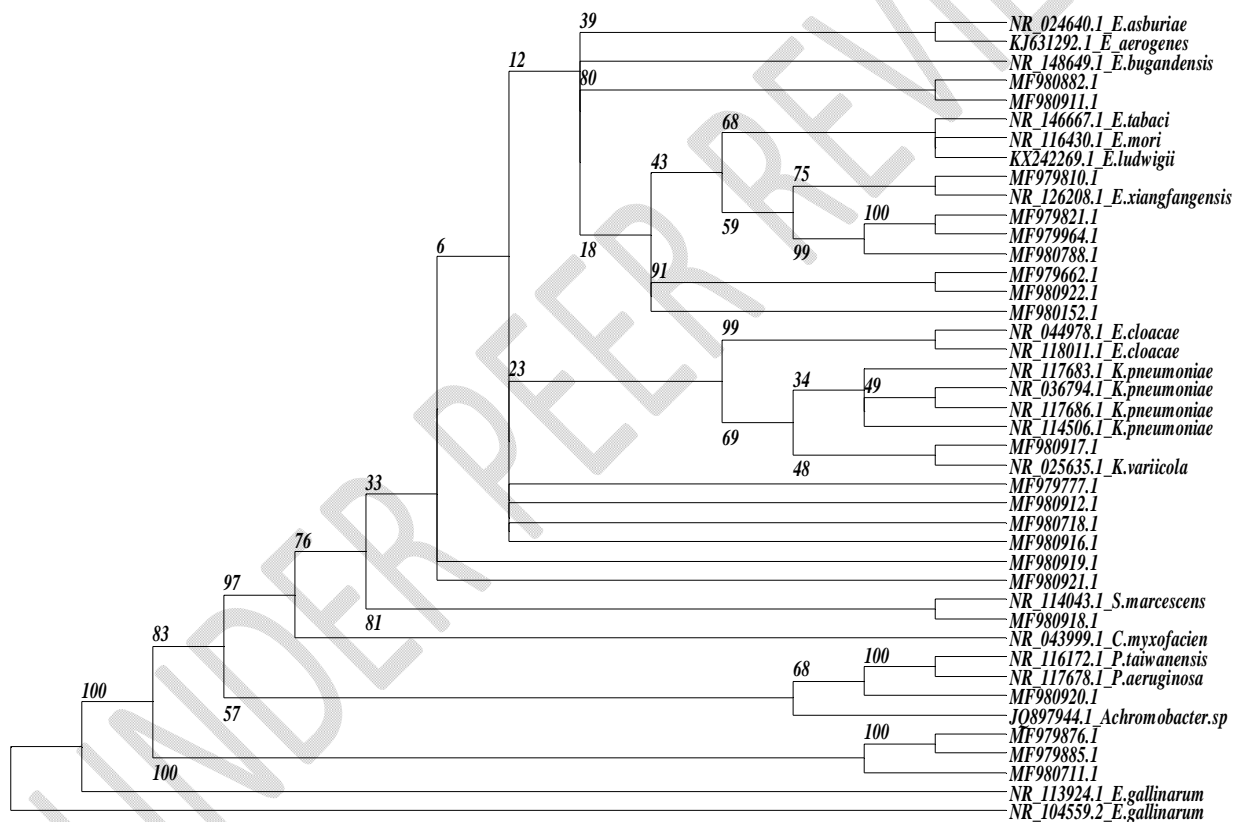 39
NR_024640.1_E.asburiae
KJ631292.1_E_aerogenes
12
NR_148649.1_E.bugandensis
80
MF980882.1
MF980911.1
68
NR_146667.1_E.tabaci
NR_116430.1_E.mori
KX242269.1_E.ludwigii
43
75
MF979810.1
NR_126208.1_E.xiangfangensis
100
MF979821.1
59
MF979964.1
6
18
99
MF980788.1
91
MF979662.1
MF980922.1
MF980152.1
99
NR_044978.1_E.cloacae
NR_118011.1_E.cloacae
23
34
49
NR_117683.1_K.pneumoniae
NR_036794.1_K.pneumoniae
NR_117686.1_K.pneumoniae
NR_114506.1_K.pneumoniae
69
MF980917.1
48
NR_025635.1_K.variicola
33
MF979777.1
MF980912.1
MF980718.1
76
MF980916.1
MF980919.1
97
MF980921.1
NR_114043.1_S.marcescens
81
MF980918.1
83
NR_043999.1_C.myxofacien
100
NR_116172.1_P.taiwanensis
68
NR_117678.1_P.aeruginosa
100
MF980920.1
57
JQ897944.1_Achromobacter.sp
100
MF979876.1
MF979885.1
100
MF980711.1
NR_113924.1_E.gallinarum
NR_104559.2_E.gallinarum
UNDER PEER REVIE